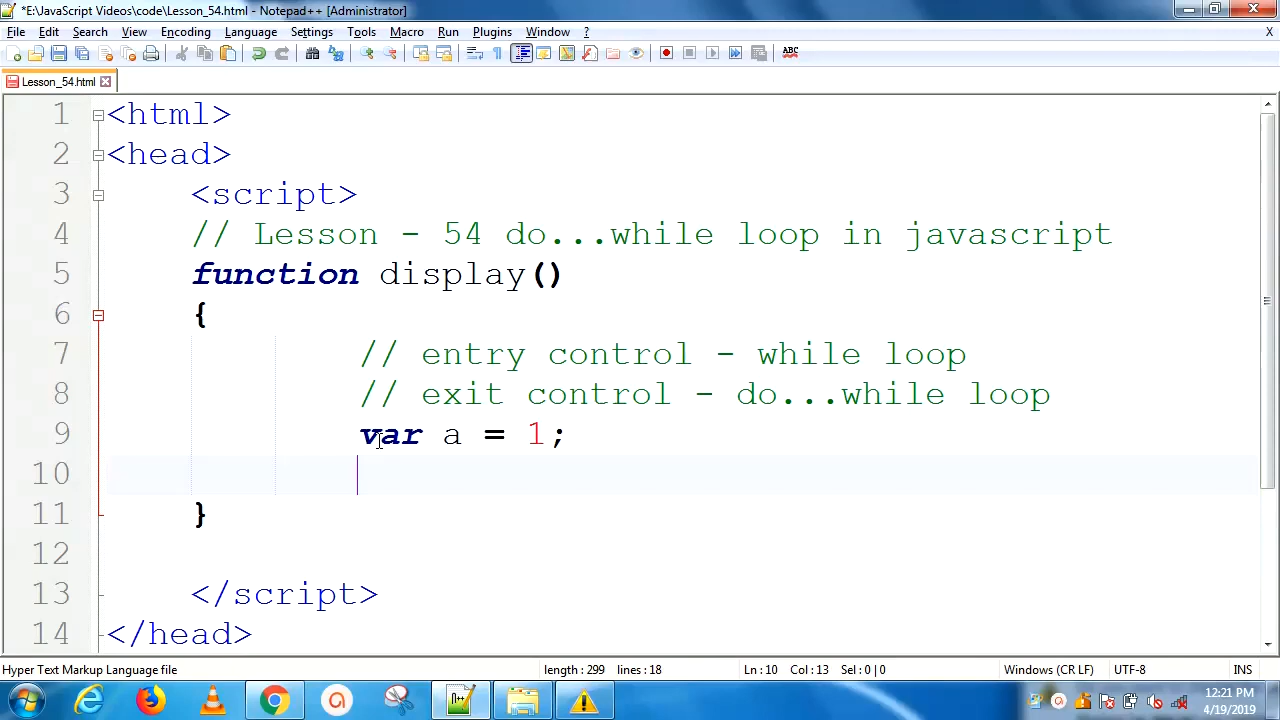 *E:\JavaScript Videos\code\Lesson_54.html - Notepad++ [Administrator]
File Edit Search View Encoding Language Settings Tools Macro Run Plugins Window ? X
ABC
Lesson_54.html
1 <html>
2 <head>
3 <script>
4 // Lesson - 54 do...while loop in javascript
5 function display()
6 {
7 // entry control - while loop
8 // exit control - do...while loop
9 var a = 1;
10
11 }
12
13 </script>
14 </head>
Hyper Text Markup Language file length : 299 lines : 18 Ln : 10 Col : 13 Sel : 0 | 0 Windows (CR LF) UTF-8 INS
12:21 PM
4/19/2019